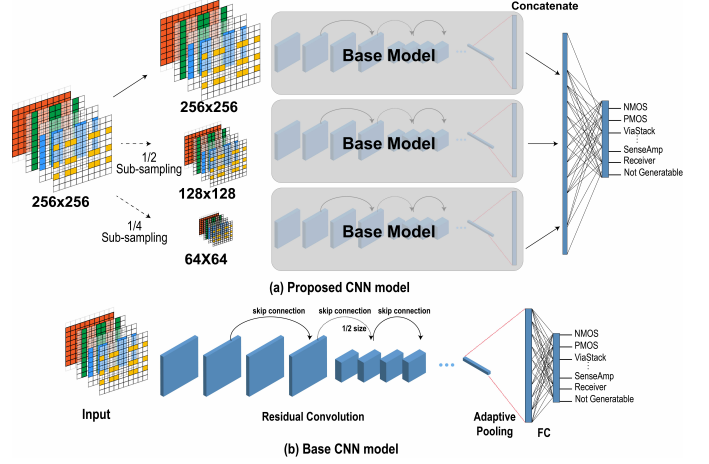 Concatenate
256x256
Base Model
256x256
1/2
Sub-sampling
128x128
Base Model
1/4
Sub-sampling
64X64
Base Model
NMOS
PMOS
ViaStack
SenseAmp
Receiver
Not Generatable
(a) Proposed CNN model
Input
skip connection
skip connection
skip connection
1/2 size
Residual Convolution
Adaptive
Pooling
FC
NMOS
PMOS
ViaStack
SenseAmp
Receiver
Not Generatable
(b) Base CNN model